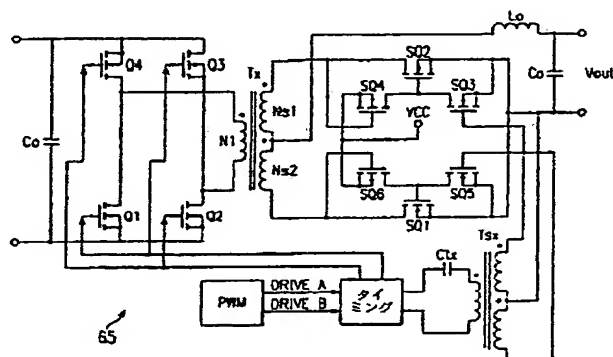 Lo
Q4
Q3
Tx
SQ2
Co
Vout
Ns1
SQ4
SQ3
VCC
Co
N1
Ns2
SQ6
SQ5
Q1
Q2
SQ1
Tsx
Ctx
PWM
DRIVE A
DRIVE B
タイ
ミング
65